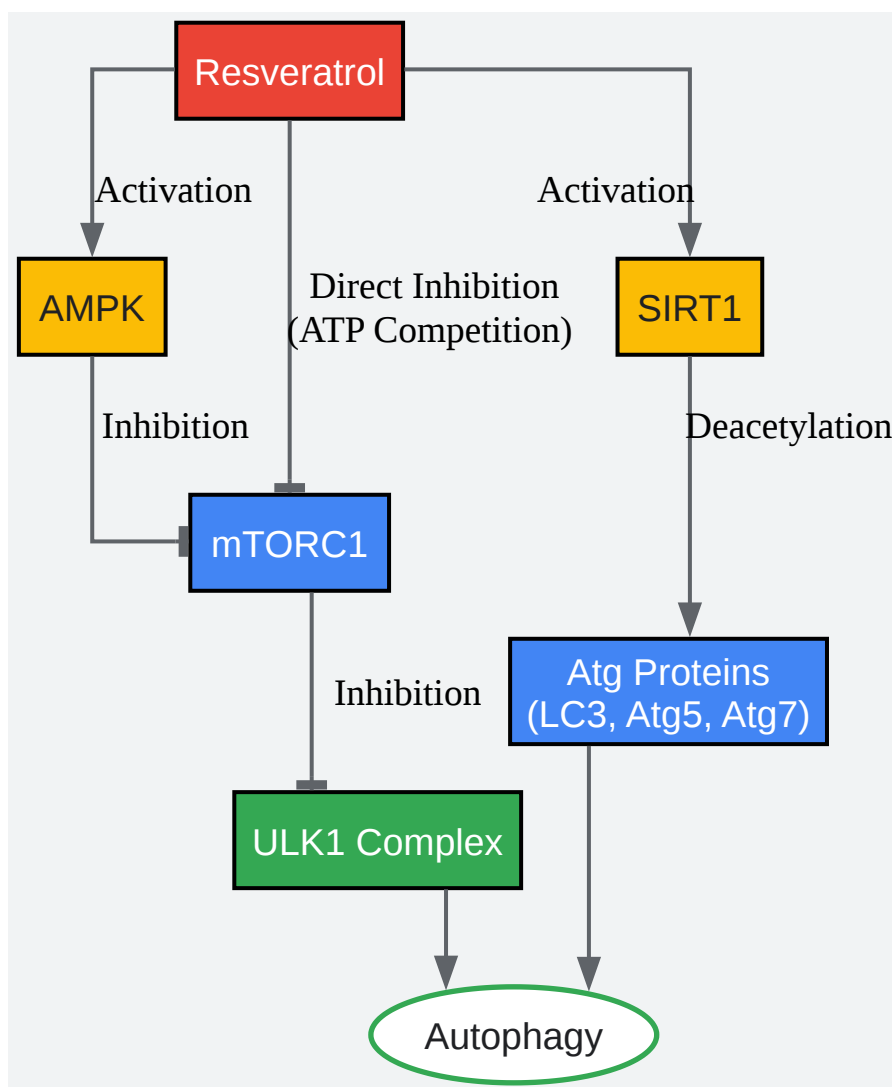 Resveratrol
Activation
Activation
AMPK
Direct Inhibition
(ATP Competition)
SIRT1
Inhibition
Deacetylation
mTORC1
Inhibition
Atg Proteins
(LC3, Atg5, Atg7)
ULK1 Complex
Autophagy